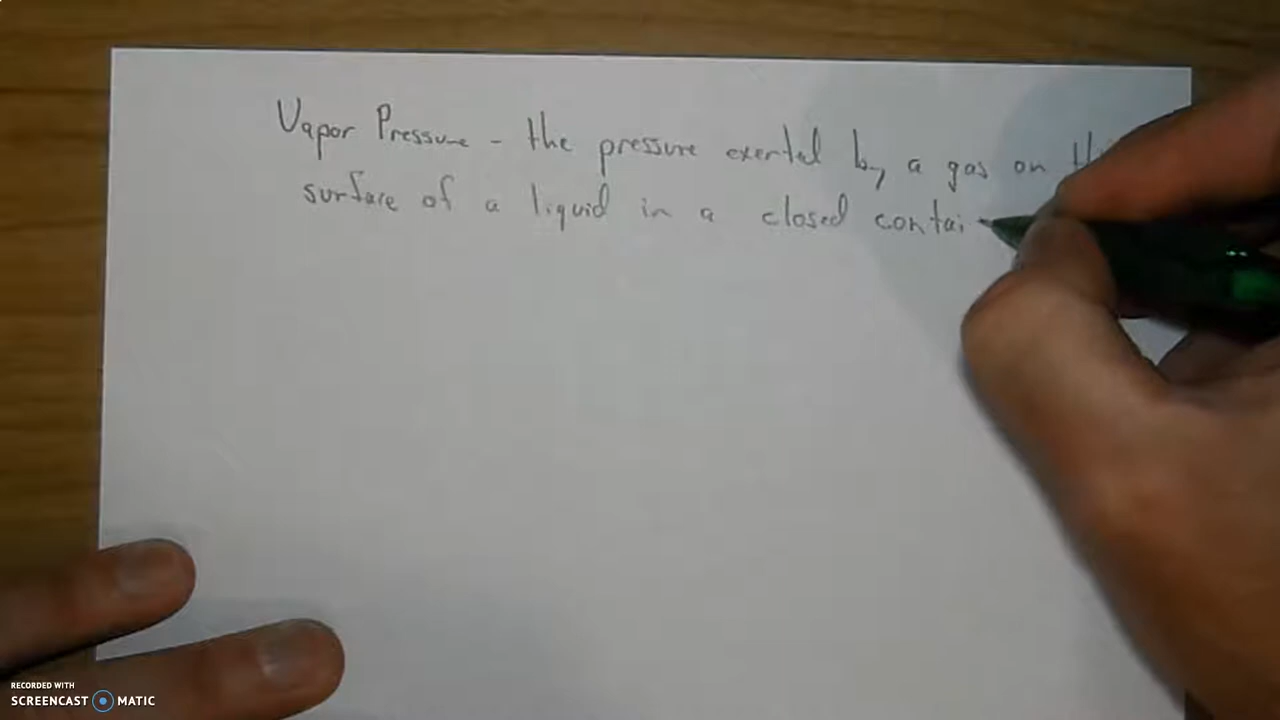 Vapor Pressure - the pressure exerted by a gas on
surface of a liquid in a closed contai
RECORDED WITH
SCREENCAST MATIC